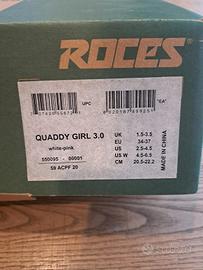 ROCES
UPC
"EA"
QUADDY GIRL 3.0
white-pink
550095 - 00001
59 ACPF 20
UK 1.5-3.5
EU 34-37
US 2.5-4.5
US W 4.5-6.5
CM 20.5-22.2
MADE IN CHINA